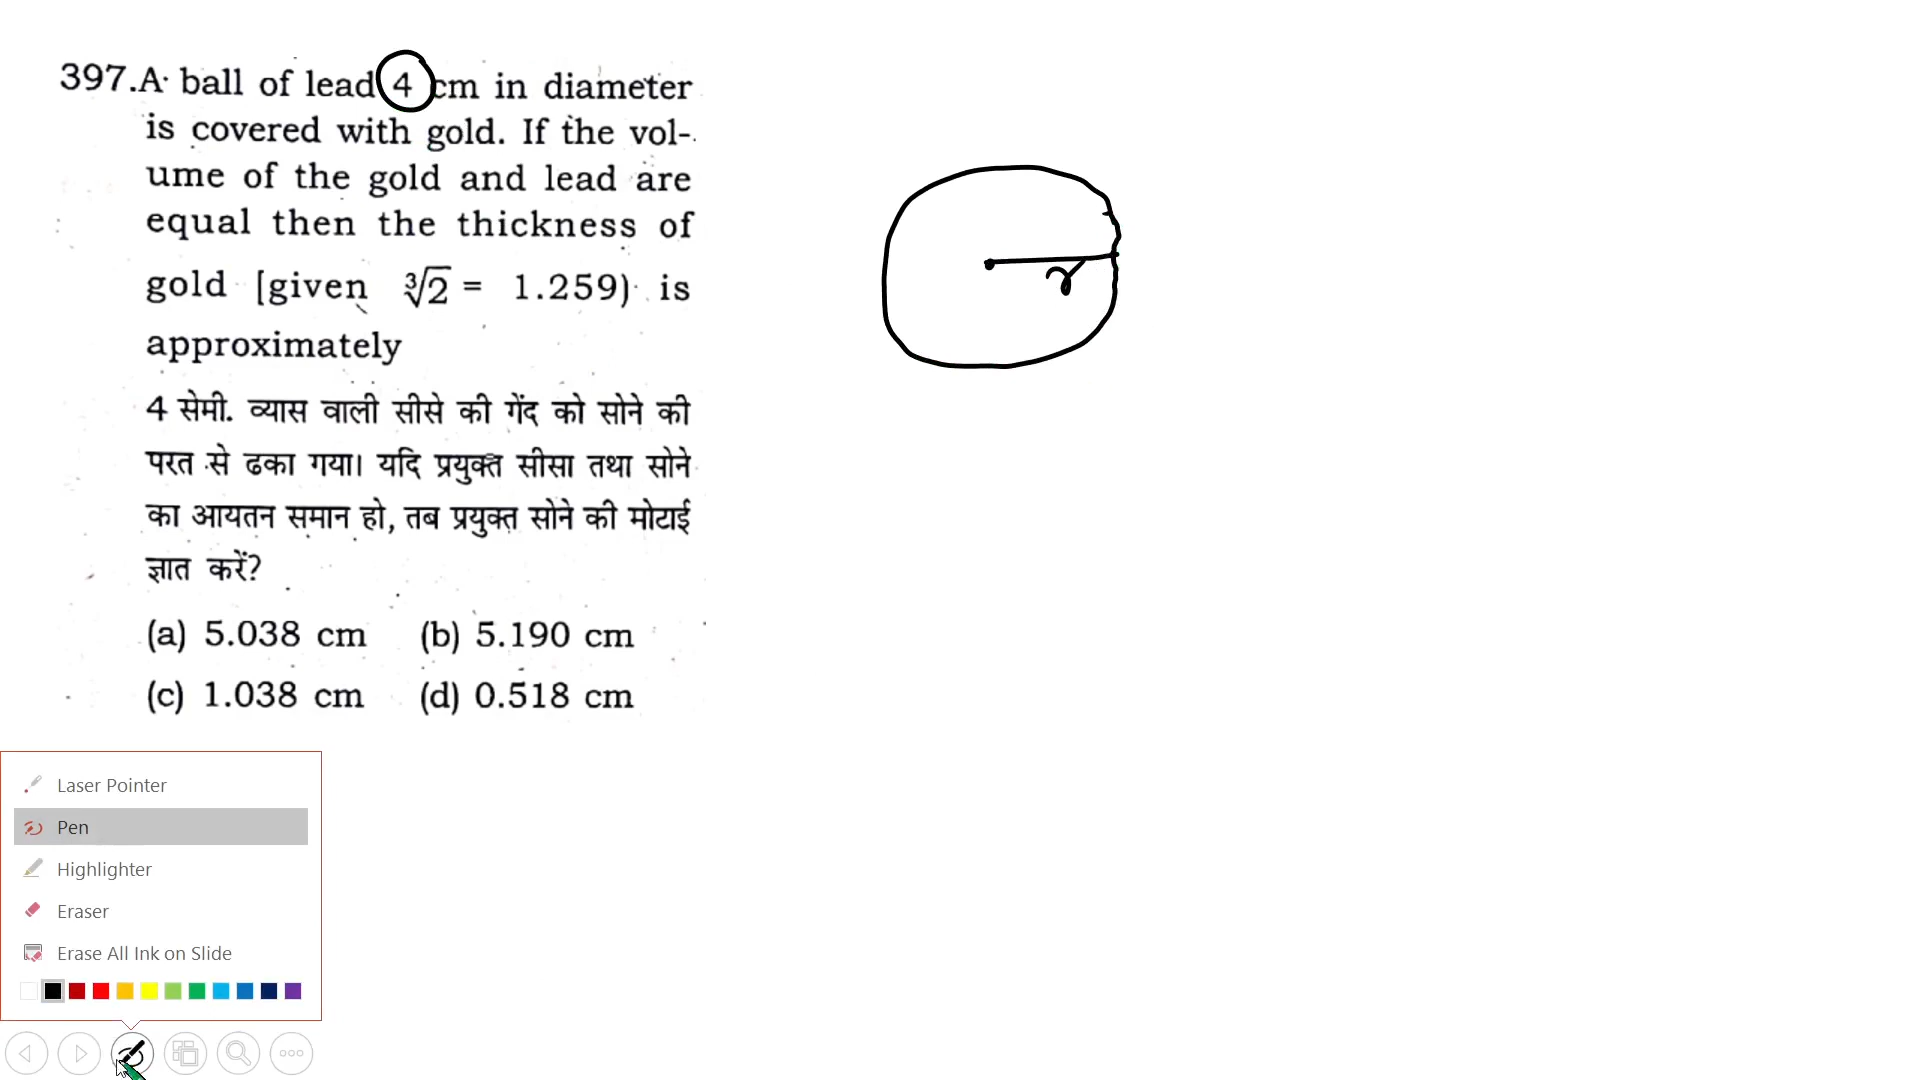 397.A ball of lead 4 cm in diameter
is covered with gold. If the vol-
ume of the gold and lead are
equal then the thickness of
gold [given ∛2 = 1.259) is
approximately
4 सेमी. व्यास वाली सीसे की गेंद को सोने की
परत से ढका गया। यदि प्रयुक्त सीसा तथा सोने
का आयतन समान हो, तब प्रयुक्त सोने की मोटाई
ज्ञात करें?
(a) 5.038 cm (b) 5.190 cm
(c) 1.038 cm (d) 0.518 cm
r
Laser Pointer
Pen
Highlighter
Eraser
Erase All Ink on Slide